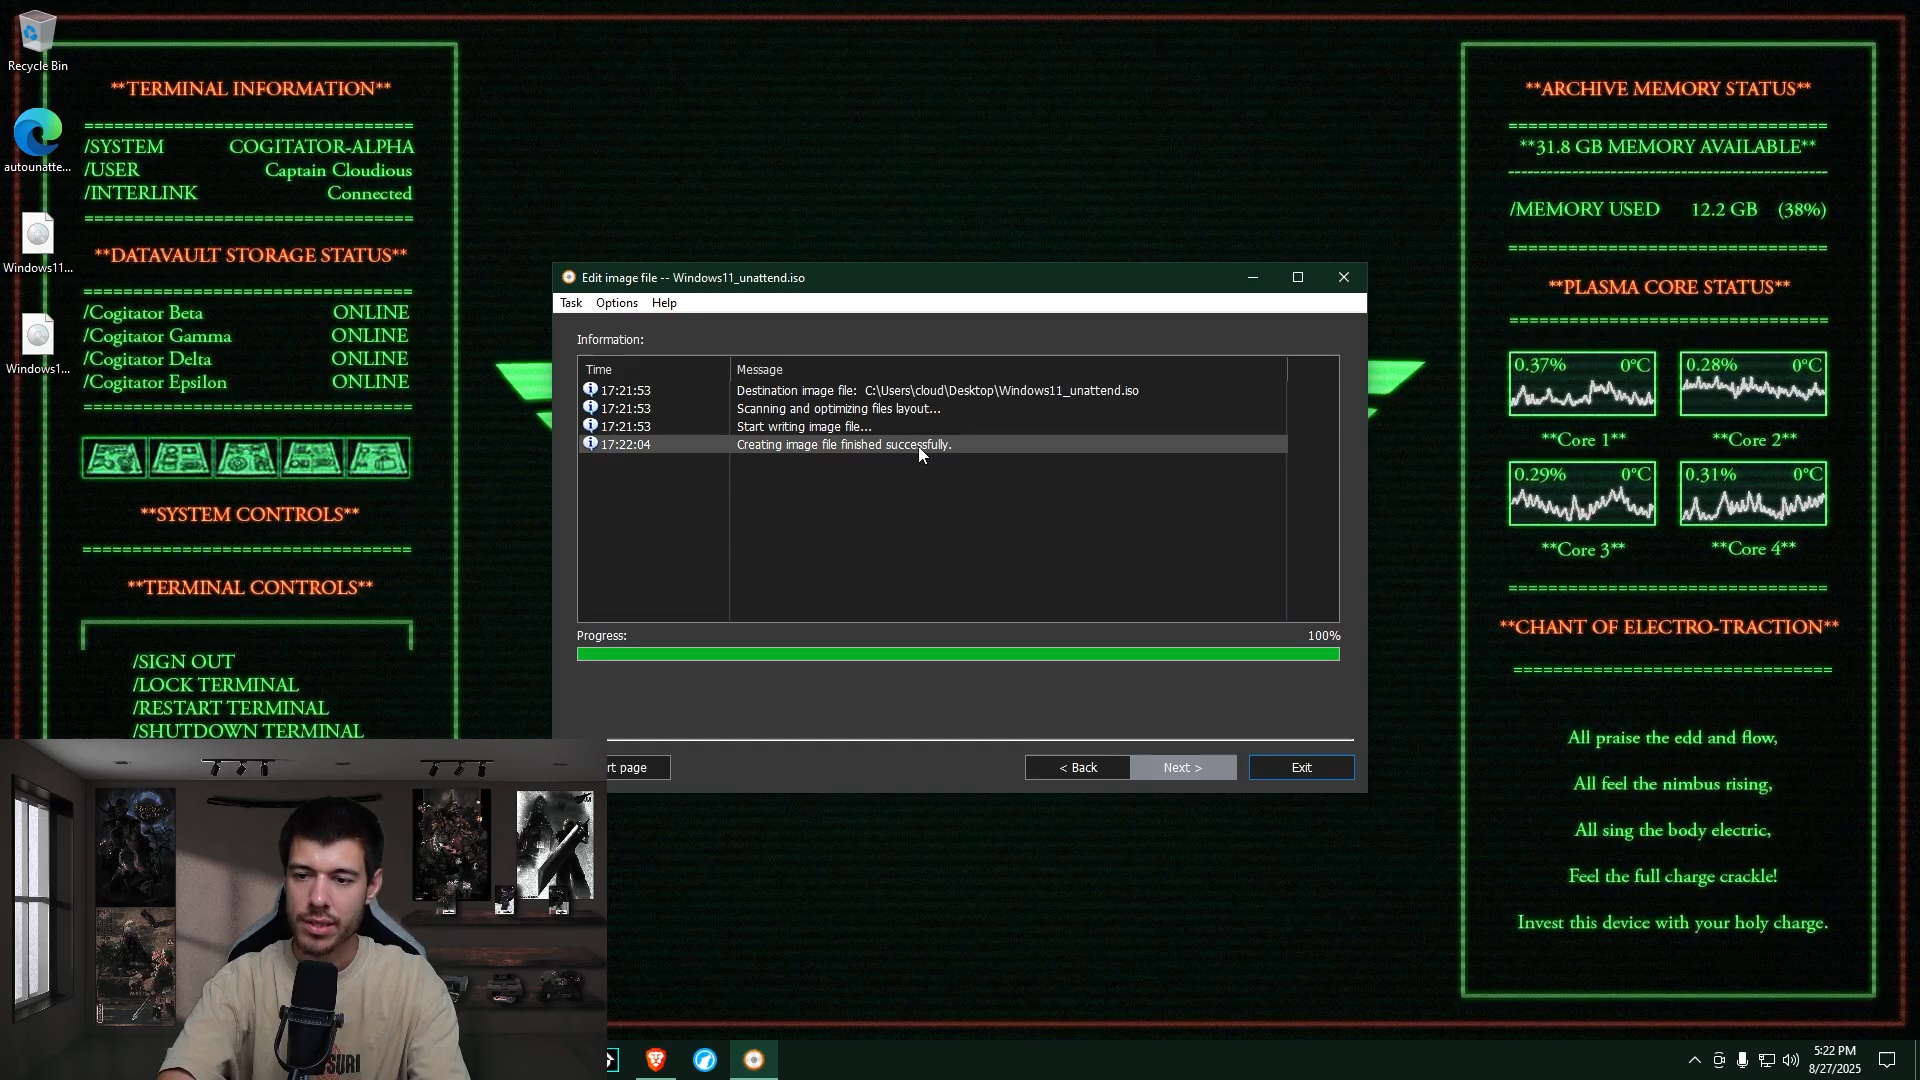 Recycle Bin
autounatte...
Windows11...
Windows1...
**TERMINAL INFORMATION**
/SYSTEM COGITATOR-ALPHA
/USER Captain Cloudious
/INTERLINK Connected
**DATAVAULT STORAGE STATUS**
/Cogitator Beta ONLINE
/Cogitator Gamma ONLINE
/Cogitator Delta ONLINE
/Cogitator Epsilon ONLINE
**SYSTEM CONTROLS**
**TERMINAL CONTROLS**
/SIGN OUT
/LOCK TERMINAL
/RESTART TERMINAL
/SHUTDOWN TERMINAL
Edit image file -- Windows11_unattend.iso
Task Options Help
Information:
Time Message
17:21:53 Destination image file: C:\Users\cloud\Desktop\Windows11_unattend.iso
17:21:53 Scanning and optimizing files layout...
17:21:53 Start writing image file...
17:22:04 Creating image file finished successfully.
Progress: 100%
rt page < Back Next > Exit
**ARCHIVE MEMORY STATUS**
**31.8 GB MEMORY AVAILABLE**
/MEMORY USED 12.2 GB (38%)
**PLASMA CORE STATUS**
0.37% 0°C 0.28% 0°C
**Core 1** **Core 2**
0.29% 0°C 0.31% 0°C
**Core 3** **Core 4**
**CHANT OF ELECTRO-TRACTION**
All praise the edd and flow,
All feel the nimbus rising,
All sing the body electric,
Feel the full charge crackle!
Invest this device with your holy charge.
5:22 PM
8/27/2025